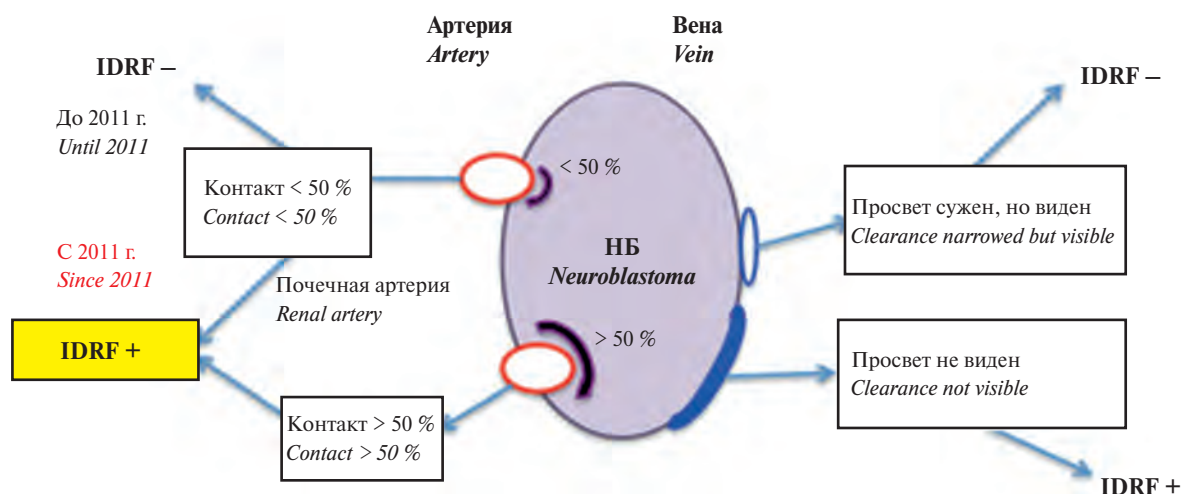 Артерия
Artery
Вена
Vein
IDRF –
IDRF –
До 2011 г.
Until 2011
Контакт < 50 %
Contact < 50 %
< 50 %
Просвет сужен, но виден
Clearance narrowed but visible
С 2011 г.
Since 2011
НБ
Neuroblastoma
Почечная артерия
Renal artery
IDRF +
> 50 %
Просвет не виден
Clearance not visible
Контакт > 50 %
Contact > 50 %
IDRF +